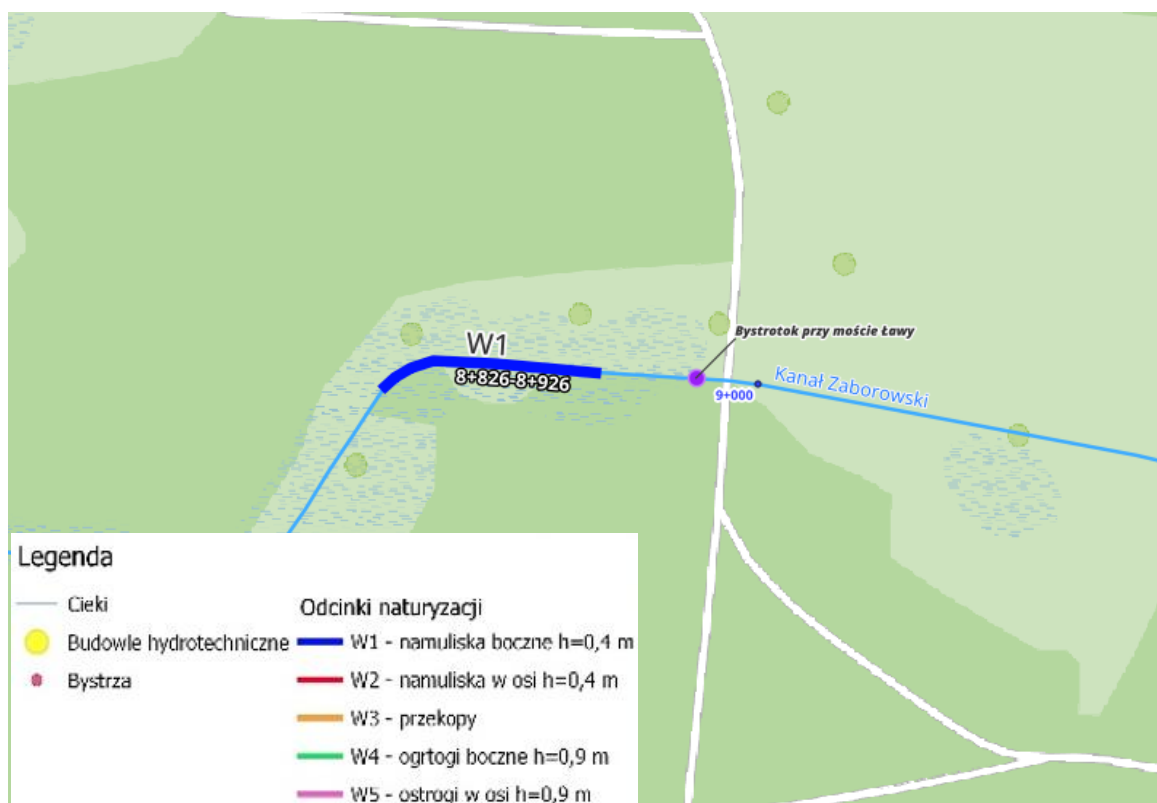 Bystrotok przy moście Ławy
W1
8+826-8+926
Kanał Zaborowski
9+000
Legenda
Cieki
Budowle hydrotechniczne
Bystrza
Odcinki naturyzacji
W1 - namuliska boczne h=0,4 m
W2 - namuliska w osi h=0,4 m
W3 - przekopy
W4 - ogrtogi boczne h=0,9 m
W5 - ostrogi w osi h=0,9 m